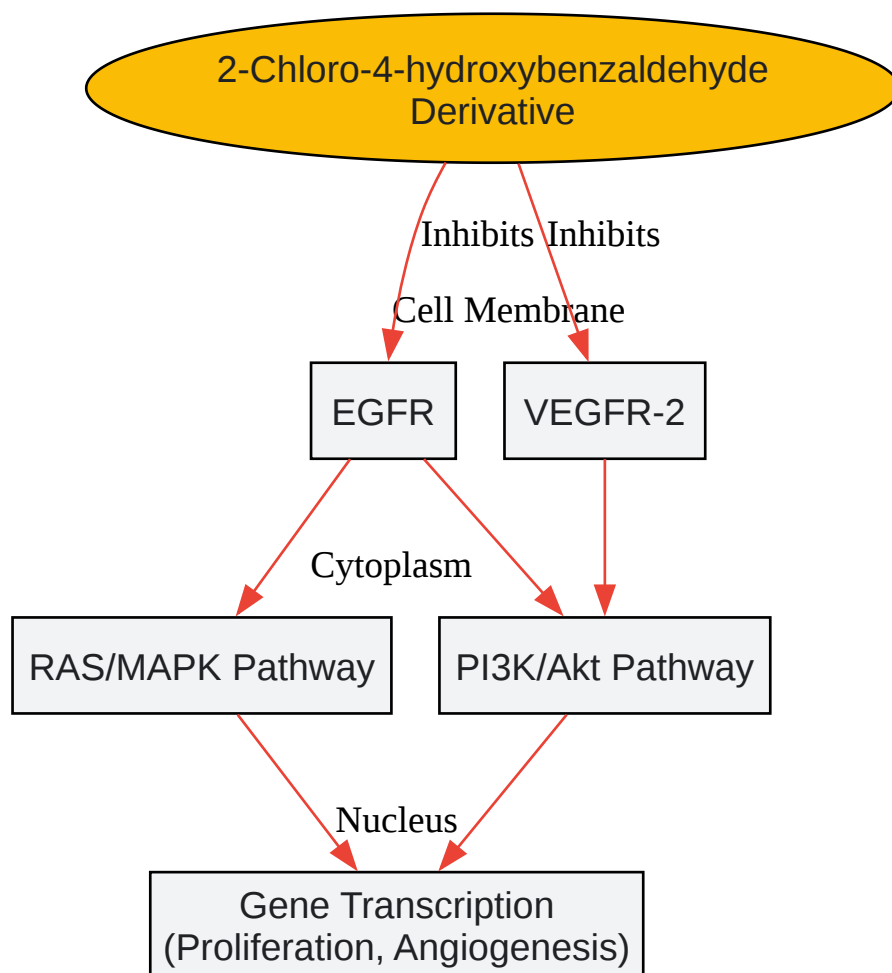 2-Chloro-4-hydroxybenzaldehyde
Derivative
Inhibits
Inhibits
Cell Membrane
EGFR
VEGFR-2
Cytoplasm
RAS/MAPK Pathway
PI3K/Akt Pathway
Nucleus
Gene Transcription
(Proliferation, Angiogenesis)